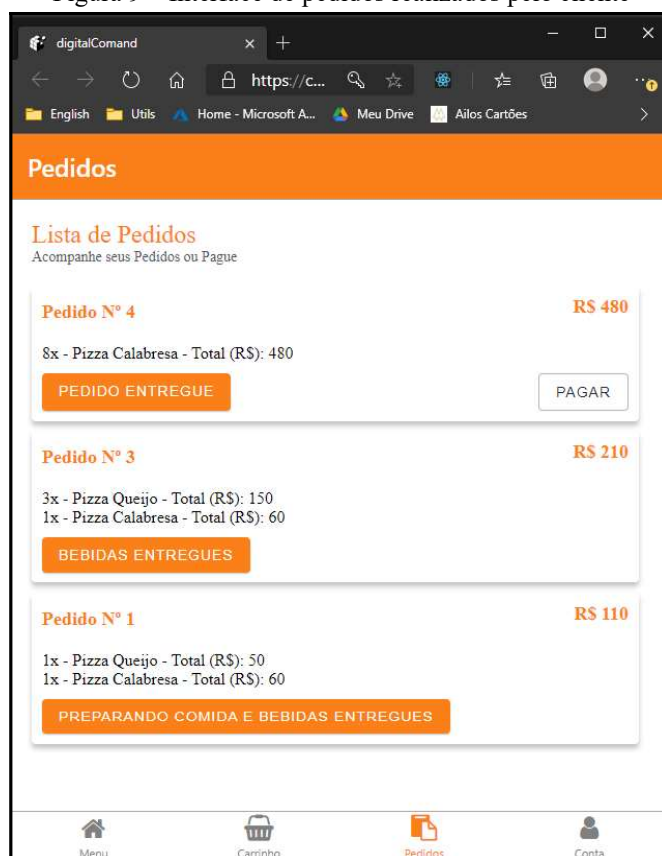 Figura 9 – Interface de pedidos realizados pelo cliente
digitalComand
https://c...
English
Utils
Home - Microsoft A...
Meu Drive
Ailos Cartões
Pedidos
Lista de Pedidos
Acompanhe seus Pedidos ou Pague
Pedido Nº 4
R$ 480
8x - Pizza Calabresa - Total (R$): 480
PEDIDO ENTREGUE
PAGAR
Pedido Nº 3
R$ 210
3x - Pizza Queijo - Total (R$): 150
1x - Pizza Calabresa - Total (R$): 60
BEBIDAS ENTREGUES
Pedido Nº 1
R$ 110
1x - Pizza Queijo - Total (R$): 50
1x - Pizza Calabresa - Total (R$): 60
PREPARANDO COMIDA E BEBIDAS ENTREGUES
Menu
Carrinho
Pedidos
Conta